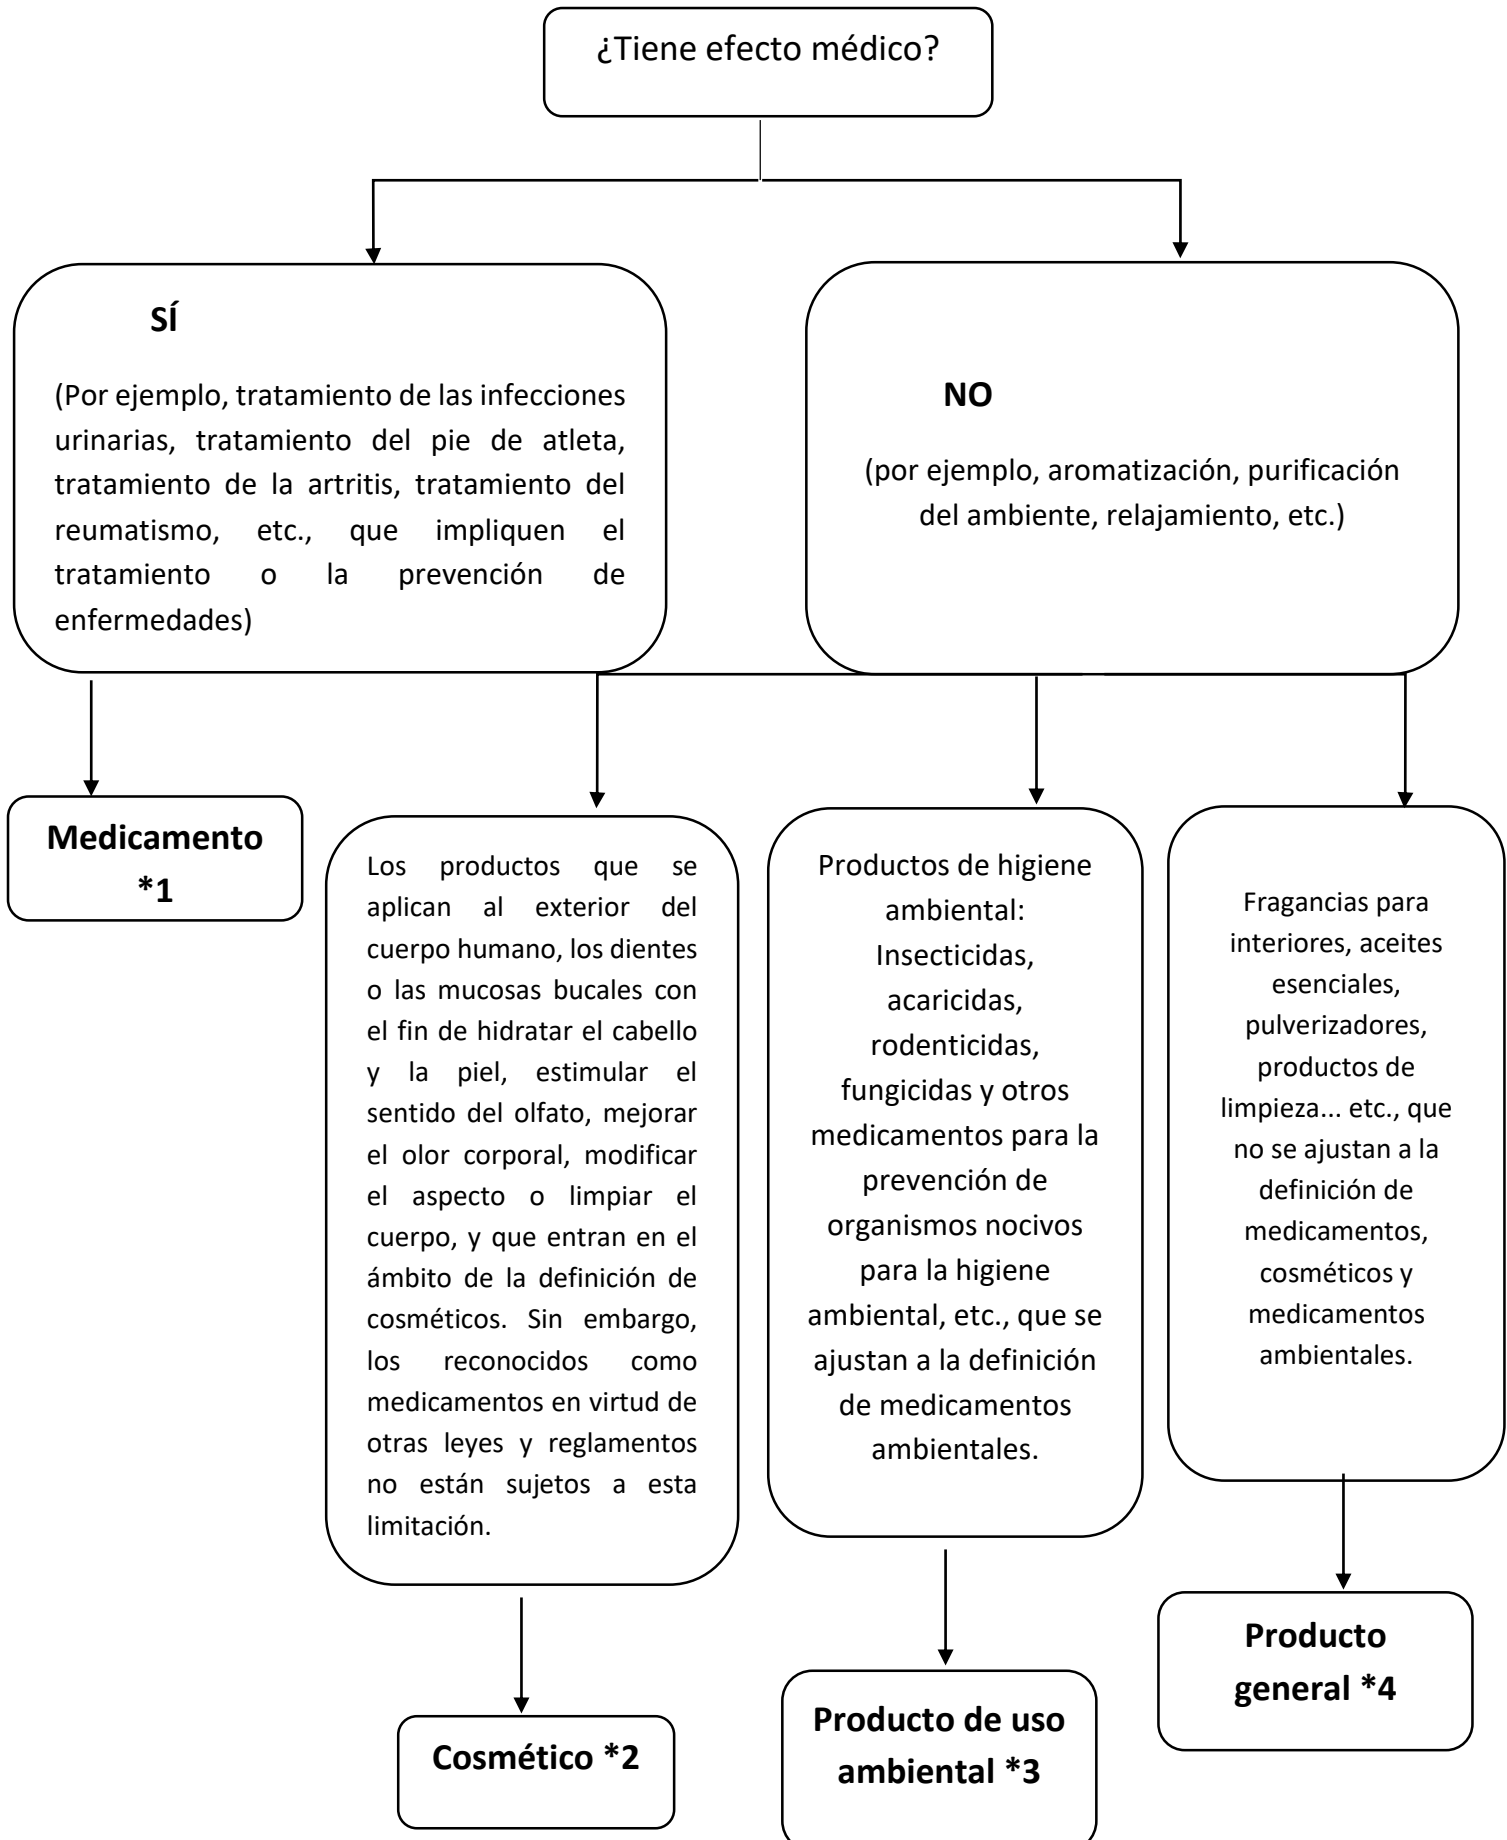 ¿Tiene efecto médico?
SÍ
(Por ejemplo, tratamiento de las infecciones
urinarias, tratamiento del pie de atleta,
tratamiento de la artritis, tratamiento del
reumatismo, etc., que impliquen el
tratamiento o la prevención de
enfermedades)
NO
(por ejemplo, aromatización, purificación
del ambiente, relajamiento, etc.)
Medicamento
*1
Los productos que se
aplican al exterior del
cuerpo humano, los dientes
o las mucosas bucales con
el fin de hidratar el cabello
y la piel, estimular el
sentido del olfato, mejorar
el olor corporal, modificar
el aspecto o limpiar el
cuerpo, y que entran en el
ámbito de la definición de
cosméticos. Sin embargo,
los reconocidos como
medicamentos en virtud de
otras leyes y reglamentos
no están sujetos a esta
limitación.
Productos de higiene
ambiental:
Insecticidas,
acaricidas,
rodenticidas,
fungicidas y otros
medicamentos para la
prevención de
organismos nocivos
para la higiene
ambiental, etc., que se
ajustan a la definición
de medicamentos
ambientales.
Fragancias para
interiores, aceites
esenciales,
pulverizadores,
productos de
limpieza... etc., que
no se ajustan a la
definición de
medicamentos,
cosméticos y
medicamentos
ambientales.
Cosmético *2
Producto de uso
ambiental *3
Producto
general *4